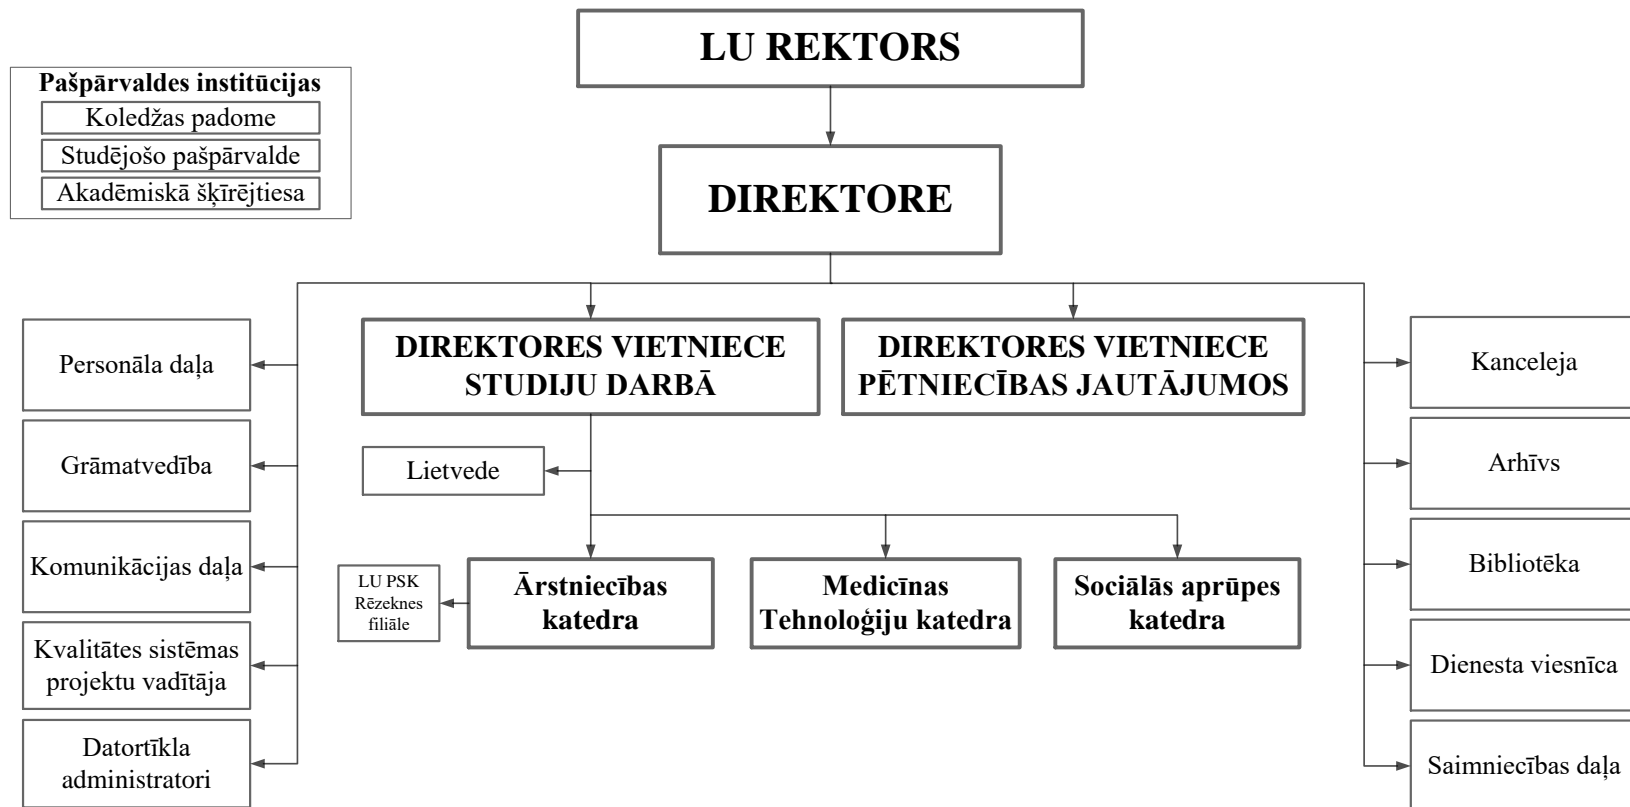 LU REKTORS
Pašpārvaldes institūcijas
Koledžas padome
Studējošo pašpārvalde
Akadēmiskā šķīrējtiesa
DIREKTORE
DIREKTORES VIETNIECE
STUDIJU DARBĀ
DIREKTORES VIETNIECE
PĒTNIECĪBAS JAUTĀJUMOS
Personāla daļa
Grāmatvedība
Komunikācijas daļa
Kvalitātes sistēmas
projektu vadītāja
Datortīkla
administratori
Lietvede
LU PSK
Rēzeknes
filiāle
Ārstniecības
katedra
Medicīnas
Tehnoloģiju katedra
Sociālās aprūpes
katedra
Kanceleja
Arhīvs
Bibliotēka
Dienesta viesnīca
Saimniecības daļa